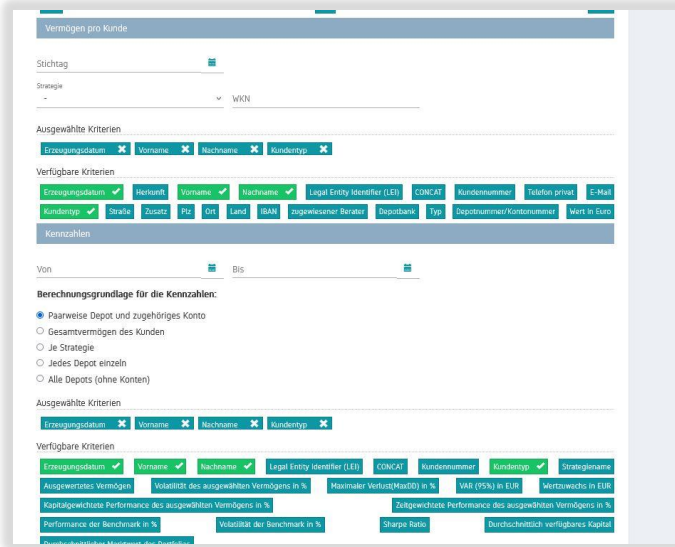 Vermögen pro Kunde
Stichtag
Strategie
- WKN
Ausgewählte Kriterien
Erzeugungsdatum Vorname Nachname Kundentyp
Verfügbare Kriterien
Erzeugungsdatum Herkunft Vorname Nachname Legal Entity Identifier (LEI) CONCAT Kundennummer Telefon privat E-Mail
Kundentyp Straße Zusatz Plz Ort Land IBAN zugewiesener Berater Depotbank Typ Depotnummer/Kontonummer Wert in Euro
Kennzahlen
Von Bis
Berechnungsgrundlage für die Kennzahlen:
Paarweise Depot und zugehöriges Konto
Gesamtvermögen des Kunden
Je Strategie
Jedes Depot einzeln
Alle Depots (ohne Konten)
Ausgewählte Kriterien
Erzeugungsdatum Vorname Nachname Kundentyp
Verfügbare Kriterien
Erzeugungsdatum Vorname Nachname Legal Entity Identifier (LEI) CONCAT Kundennummer Kundentyp Strategiename
Ausgewertetes Vermögen Volatilität des ausgewählten Vermögens in % Maximaler Verlust(MaxDD) in % VAR (95%) in EUR Wertzuwachs in EUR
Kapitalgewichtete Performance des ausgewählten Vermögens in % Zeitgewichtete Performance des ausgewählten Vermögens in %
Performance der Benchmark in % Volatilität der Benchmark in % Sharpe Ratio Durchschnittlich verfügbares Kapital
Durchschnittlicher Marktwert des Portfolios